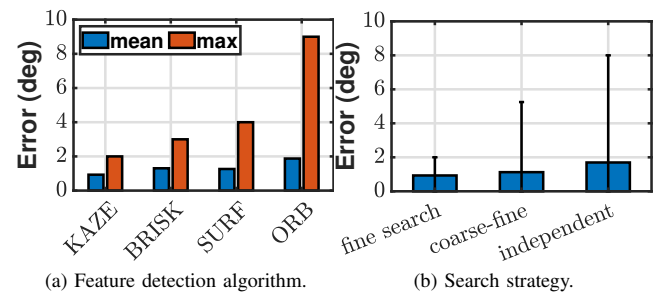 Error (deg)
10
8
6
4
2
0
mean
max
KAZE
BRISK
SURF
ORB
(a) Feature detection algorithm.
Error (deg)
10
8
6
4
2
0
fine search
coarse-fine
independent
(b) Search strategy.